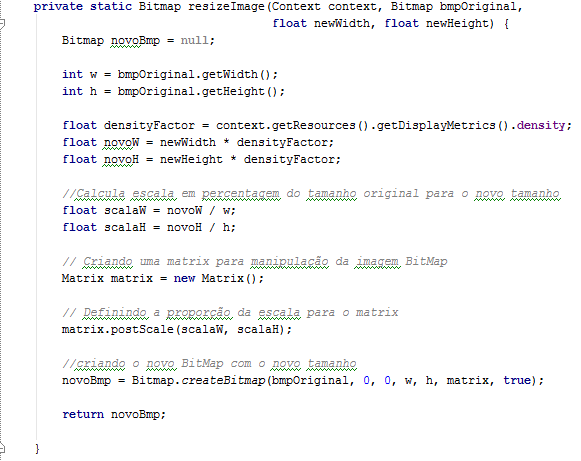 private static Bitmap resizeImage(Context context, Bitmap bmpOriginal,
float newWidth, float newHeight) {
Bitmap novoBmp = null;
int w = bmpOriginal.getWidth();
int h = bmpOriginal.getHeight();
float densityFactor = context.getResources().getDisplayMetrics().density;
float novoW = newWidth * densityFactor;
float novoH = newHeight * densityFactor;
//Calcula escala em percentagem do tamanho original para o novo tamanho
float scalaW = novoW / w;
float scalaH = novoH / h;
// Criando uma matrix para manipulação da imagem BitMap
Matrix matrix = new Matrix();
// Definindo a proporção da escala para o matrix
matrix.postScale(scalaW, scalaH);
//criando o novo BitMap com o novo tamanho
novoBmp = Bitmap.createBitmap(bmpOriginal, 0, 0, w, h, matrix, true);
return novoBmp;
}